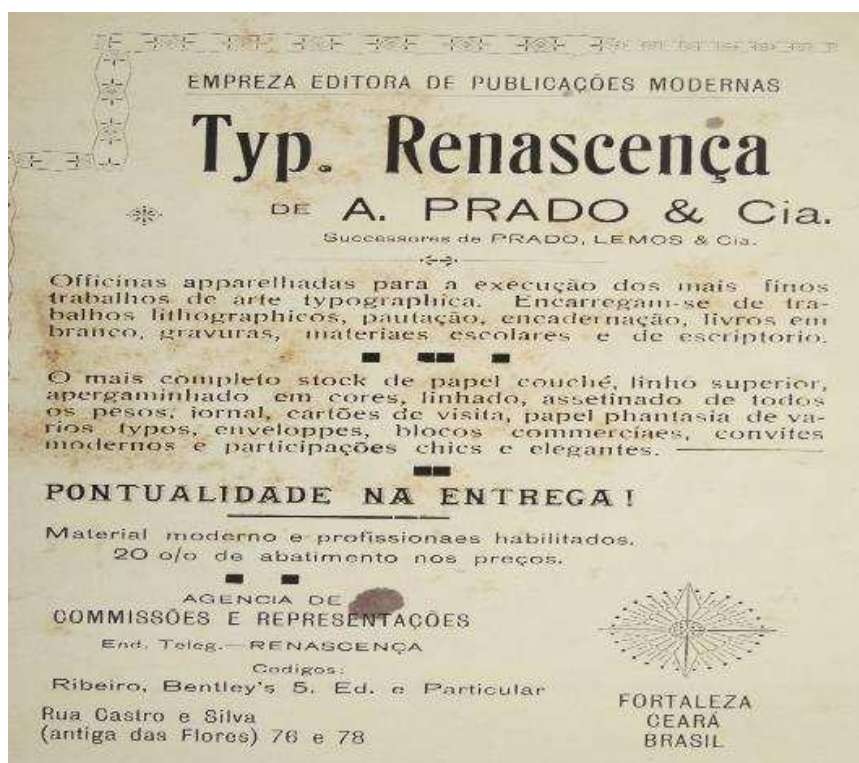 EMPREZA EDITORA DE PUBLICAÇÕES MODERNAS
Typ. Renascença
DE A. PRADO & Cia.
Successores de PRADO, LEMOS & Cia.
Officinas apparelhadas para a execução dos mais finos
trabalhos de arte typographica. Encarregam-se de tra-
balhos lithographicos, pautação, encadernação, livros em
branco, gravuras, materiaes escolares e de escriptorio.
O mais completo stock de papel couché, linho superior,
apergaminhado em cores, linhado, assetinado de todos
os pesos, jornal, cartões de visita, papel phantasia de va-
rios typos, enveloppes, blocos commerciaes, convites
modernos e participações chics e elegantes.
PONTUALIDADE NA ENTREGA!
Material moderno e profissionaes habilitados.
20 o/o de abatimento nos preços.
AGENCIA DE
COMMISSÕES E REPRESENTAÇÕES
End. Teleg.—RENASCENÇA
Codigos:
Ribeiro, Bentley's 5. Ed. e Particular
Rua Castro e Silva
(antiga das Flores) 76 e 78
FORTALEZA
CEARÁ
BRASIL